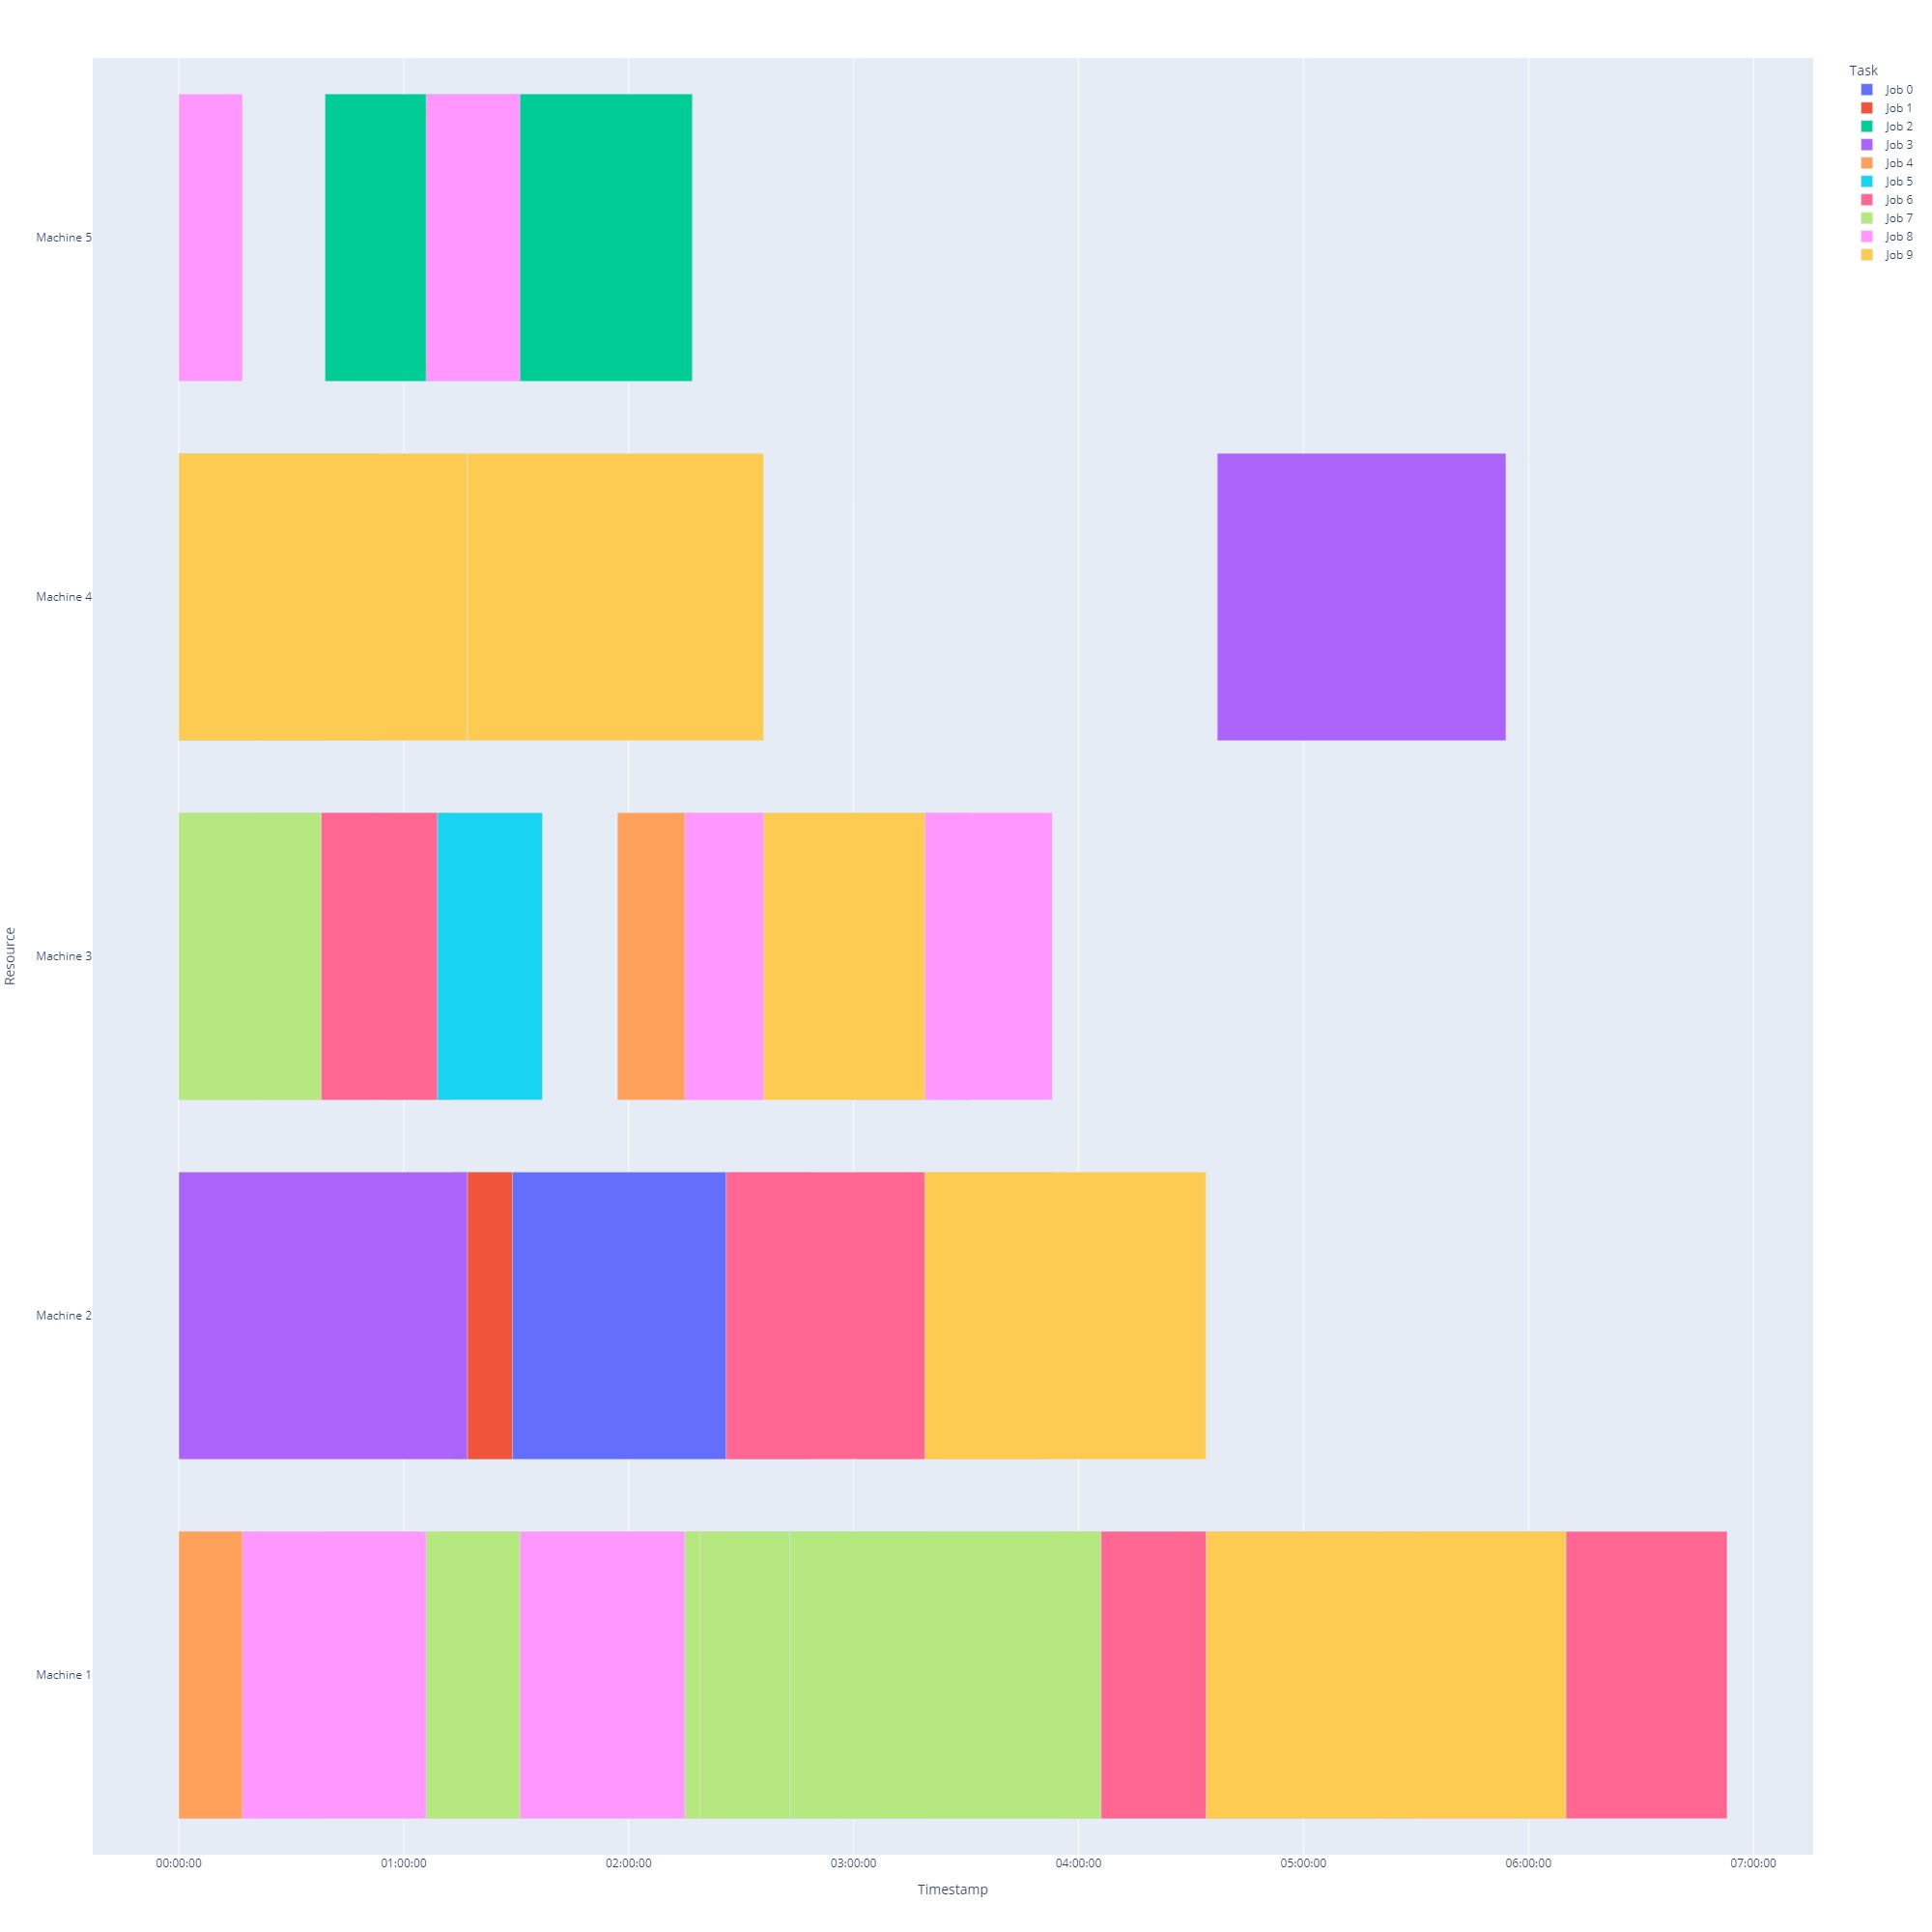 Task
Job 0
Job 1
Job 2
Job 3
Job 4
Job 5
Job 6
Job 7
Job 8
Job 9
Machine 5
Machine 4
Machine 3
Machine 2
Machine 1
Resource
00:00:00 01:00:00 02:00:00 03:00:00 04:00:00 05:00:00 06:00:00 07:00:00
Timestamp